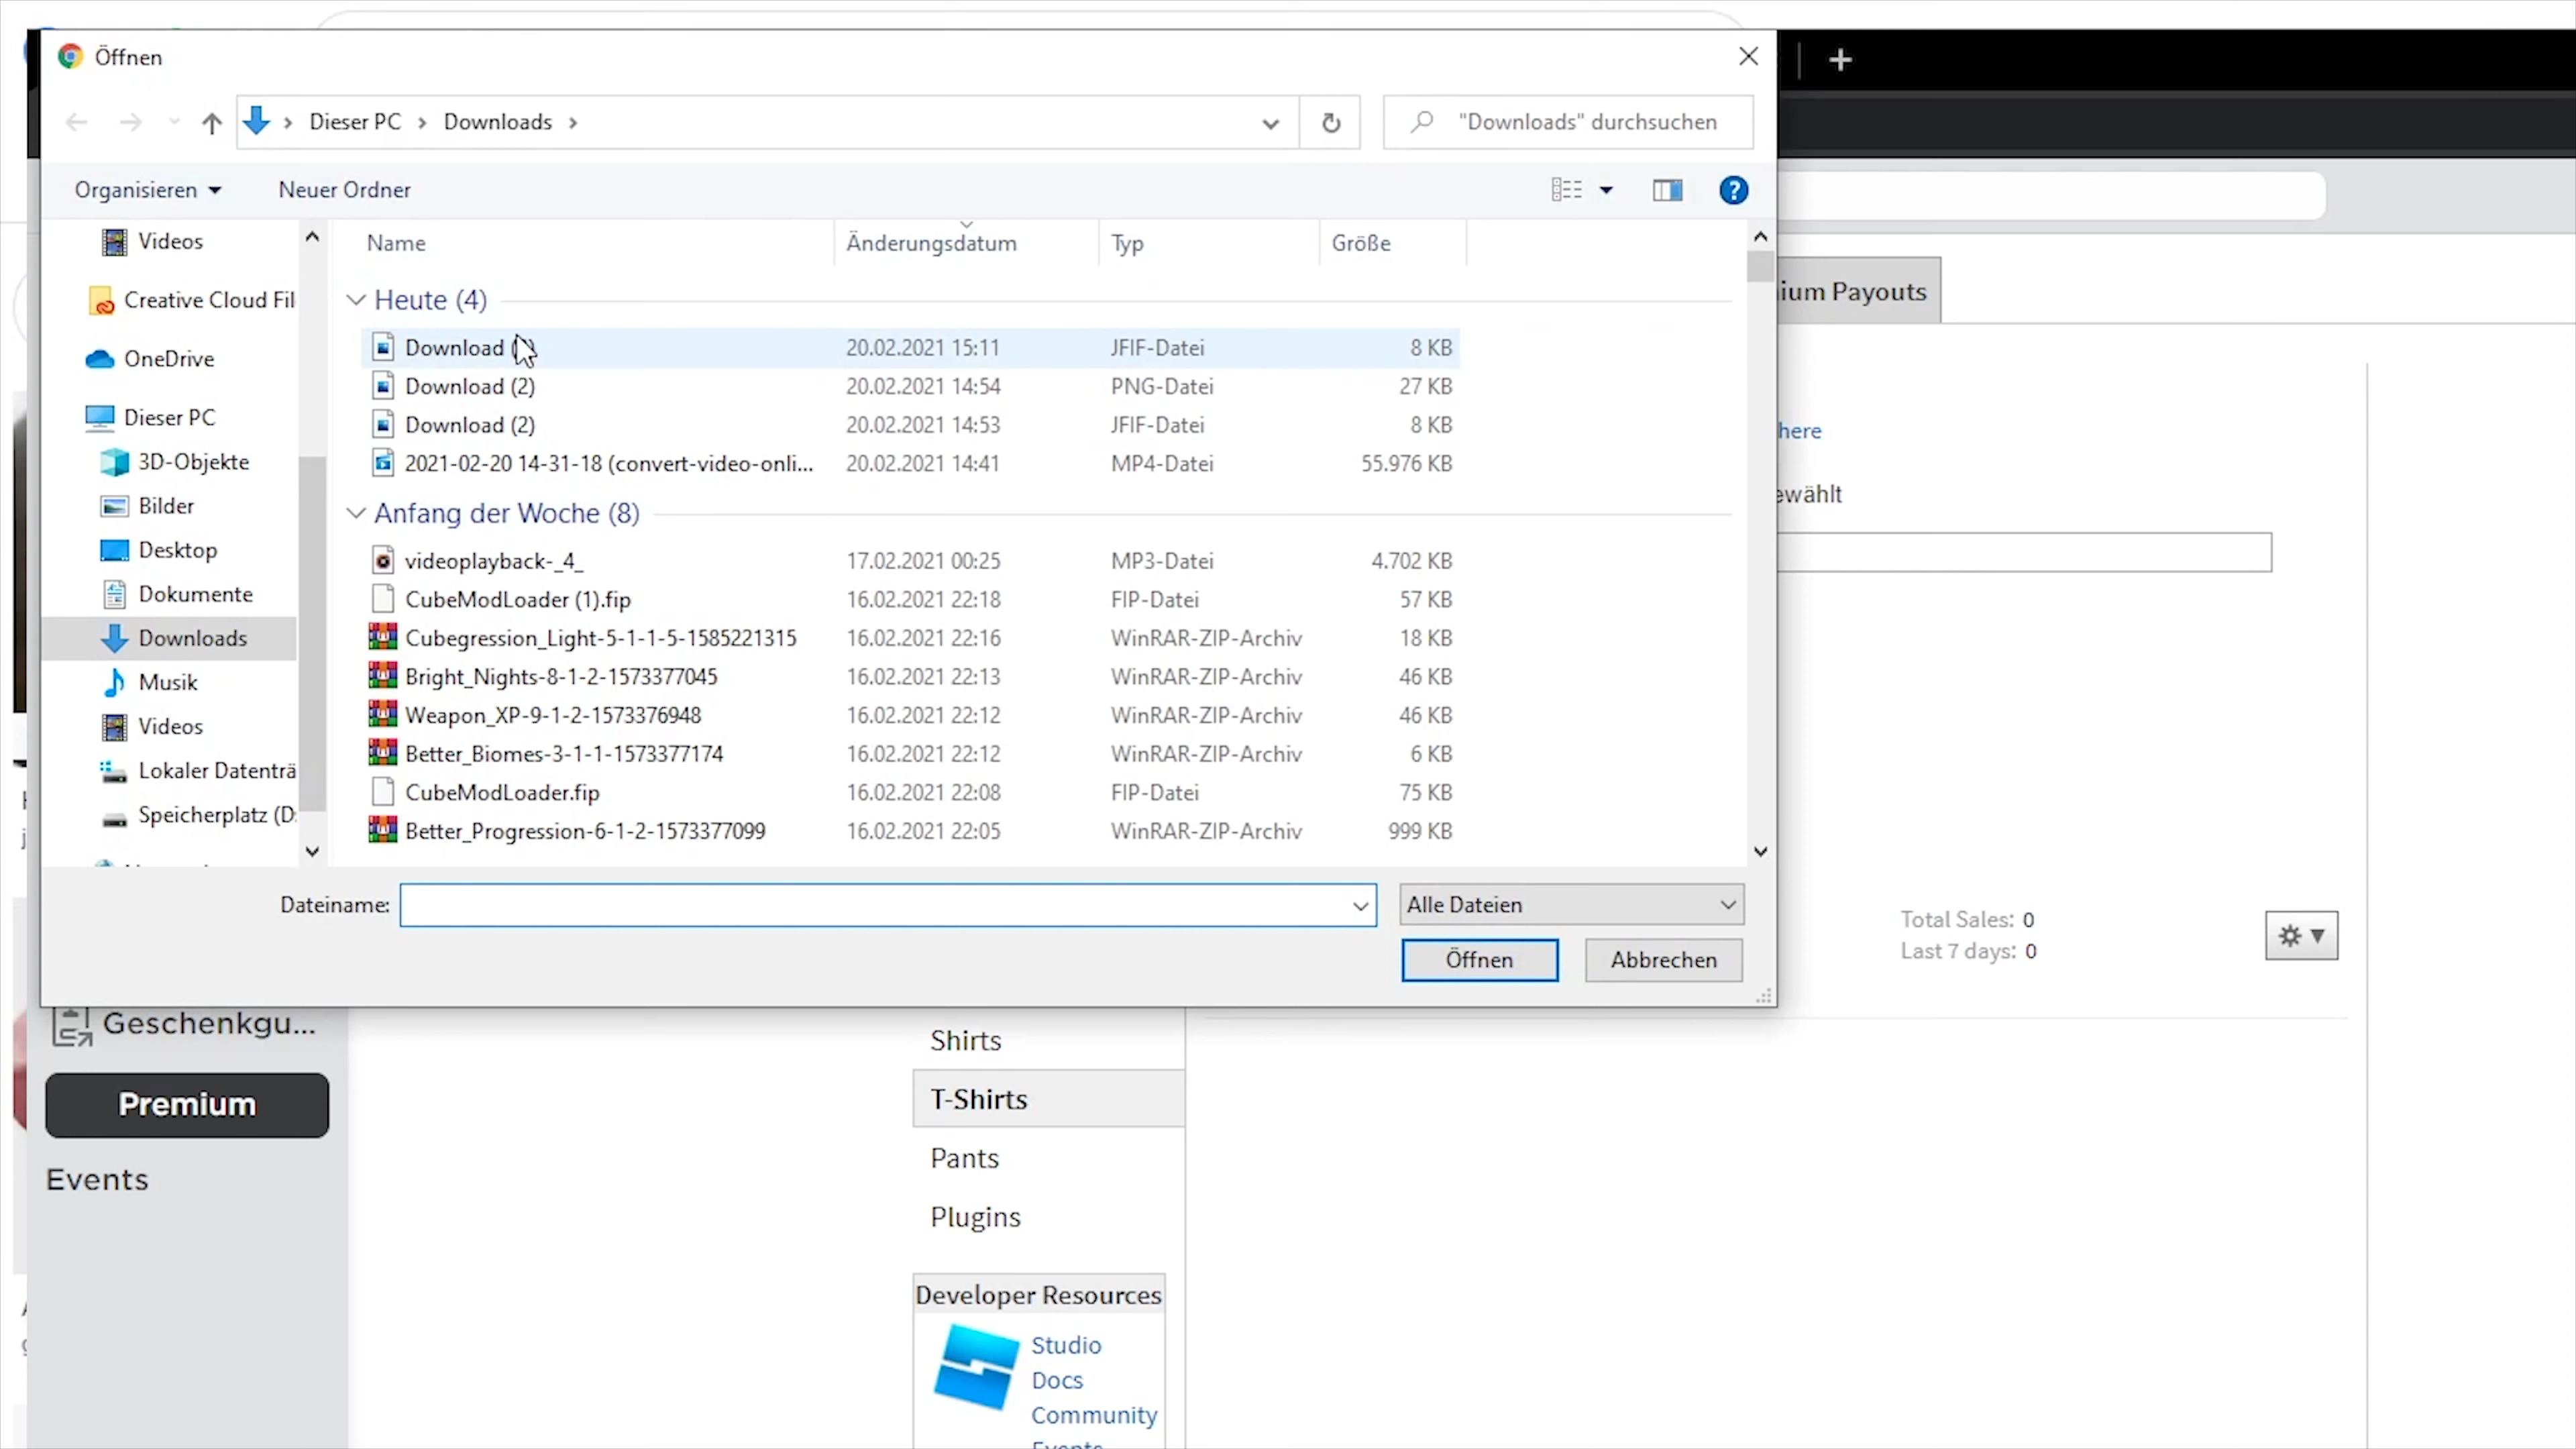 Öffnen
Dieser PC
Downloads
"Downloads" durchsuchen
Organisieren
Neuer Ordner
Videos
Creative Cloud Fil
OneDrive
Dieser PC
3D-Objekte
Bilder
Desktop
Dokumente
Downloads
Musik
Videos
Lokaler Datenträ
Speicherplatz (D:
Name Änderungsdatum Typ Größe
Heute (4)
Download 20.02.2021 15:11 JFIF-Datei 8 KB
Download (2) 20.02.2021 14:54 PNG-Datei 27 KB
Download (2) 20.02.2021 14:53 JFIF-Datei 8 KB
2021-02-20 14-31-18 (convert-video-onli... 20.02.2021 14:41 MP4-Datei 55.976 KB
Anfang der Woche (8)
videoplayback-_4_ 17.02.2021 00:25 MP3-Datei 4.702 KB
CubeModLoader (1).fip 16.02.2021 22:18 FIP-Datei 57 KB
Cubegression_Light-5-1-1-5-1585221315 16.02.2021 22:16 WinRAR-ZIP-Archiv 18 KB
Bright_Nights-8-1-2-1573377045 16.02.2021 22:13 WinRAR-ZIP-Archiv 46 KB
Weapon_XP-9-1-2-1573376948 16.02.2021 22:12 WinRAR-ZIP-Archiv 46 KB
Better_Biomes-3-1-1-1573377174 16.02.2021 22:12 WinRAR-ZIP-Archiv 6 KB
CubeModLoader.fip 16.02.2021 22:08 FIP-Datei 75 KB
Better_Progression-6-1-2-1573377099 16.02.2021 22:05 WinRAR-ZIP-Archiv 999 KB
Dateiname:
Alle Dateien
Öffnen
Abbrechen
ium Payouts
here
ewählt
Total Sales: 0
Last 7 days: 0
Geschenkgu...
Premium
Events
Shirts
T-Shirts
Pants
Plugins
Developer Resources
Studio
Docs
Community